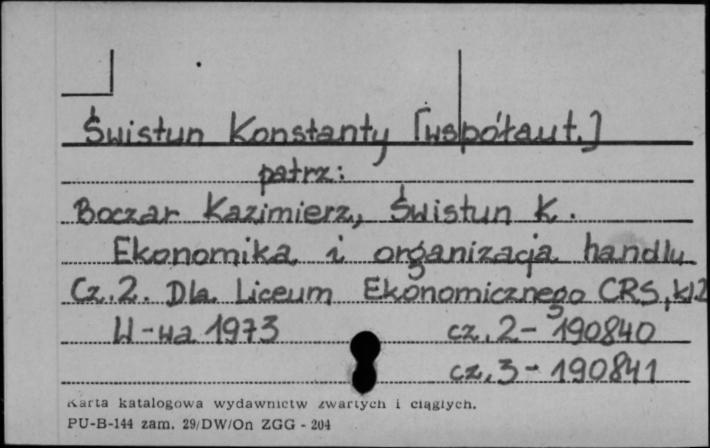 Świstun Konstanty [współaut.]
patrz:
Boczar Kazimierz, Świstun K.
Ekonomika i organizacja handlu
Cz.2. Dla Liceum Ekonomicznego CRS, kl.2
W-wa 1973 cz. 2 - 190840
cz. 3 - 190841
Karta katalogowa wydawnictw zwartych i ciągłych.
PU-B-144 zam. 29/DW/On ZGG - 204